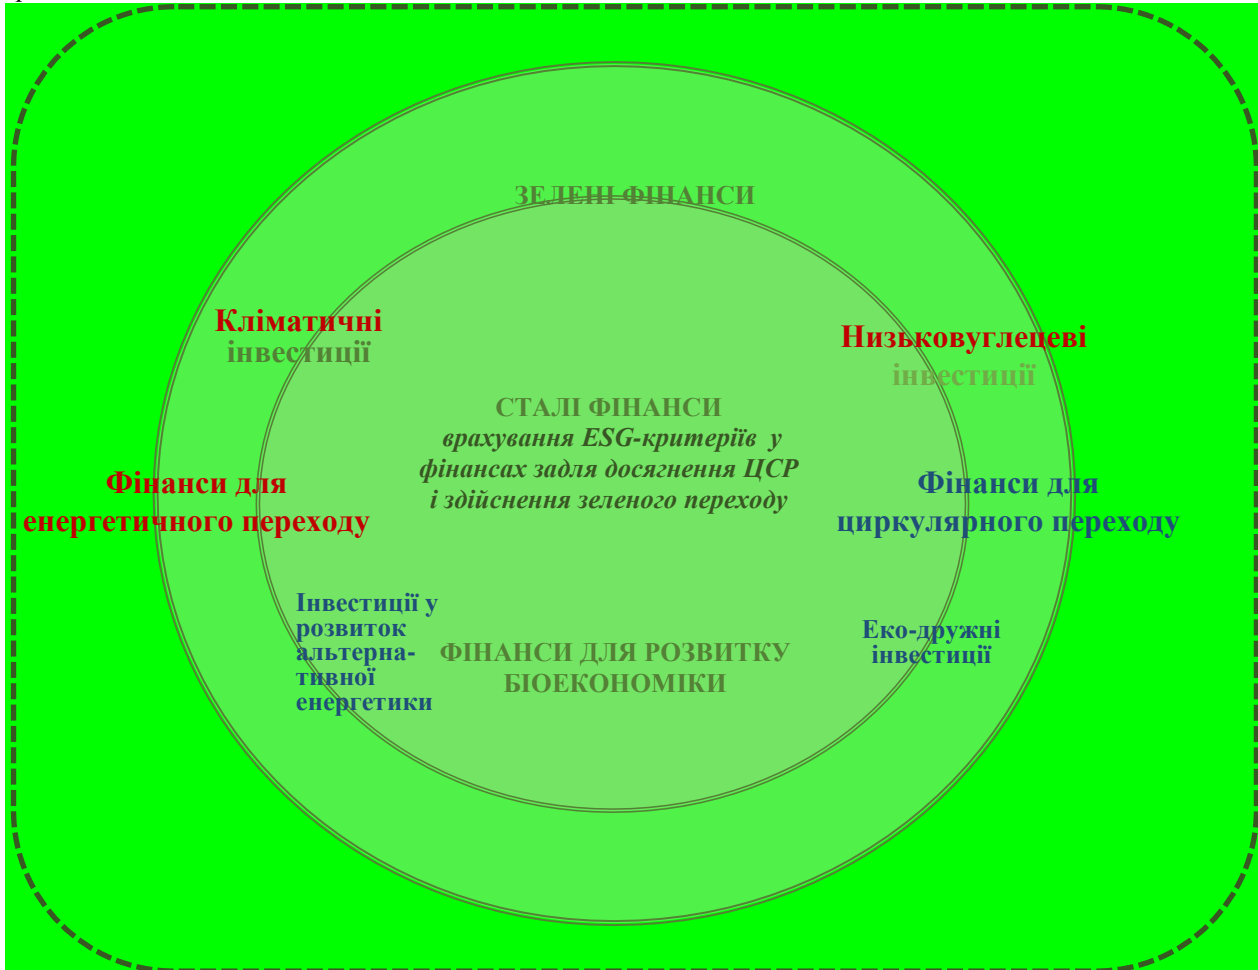 ЗЕЛЕНІ ФІНАНСИ
Кліматичні
інвестиції
Низьковуглецеві
інвестиції
СТАЛІ ФІНАНСИ
врахування ESG-критеріїв у
фінансах задля досягнення ЦСР
і здійснення зеленого переходу
Фінанси для
енергетичного переходу
Фінанси для
циркулярного переходу
Інвестиції у
розвиток
альтерна-
тивної
енергетики
ФІНАНСИ ДЛЯ РОЗВИТКУ
БІОЕКОНОМІКИ
Еко-дружні
інвестиції